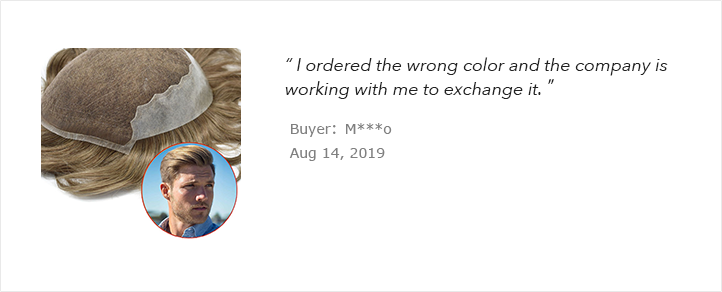 “ I ordered the wrong color and the company is
working with me to exchange it. ”
Buyer: M***o
Aug 14, 2019